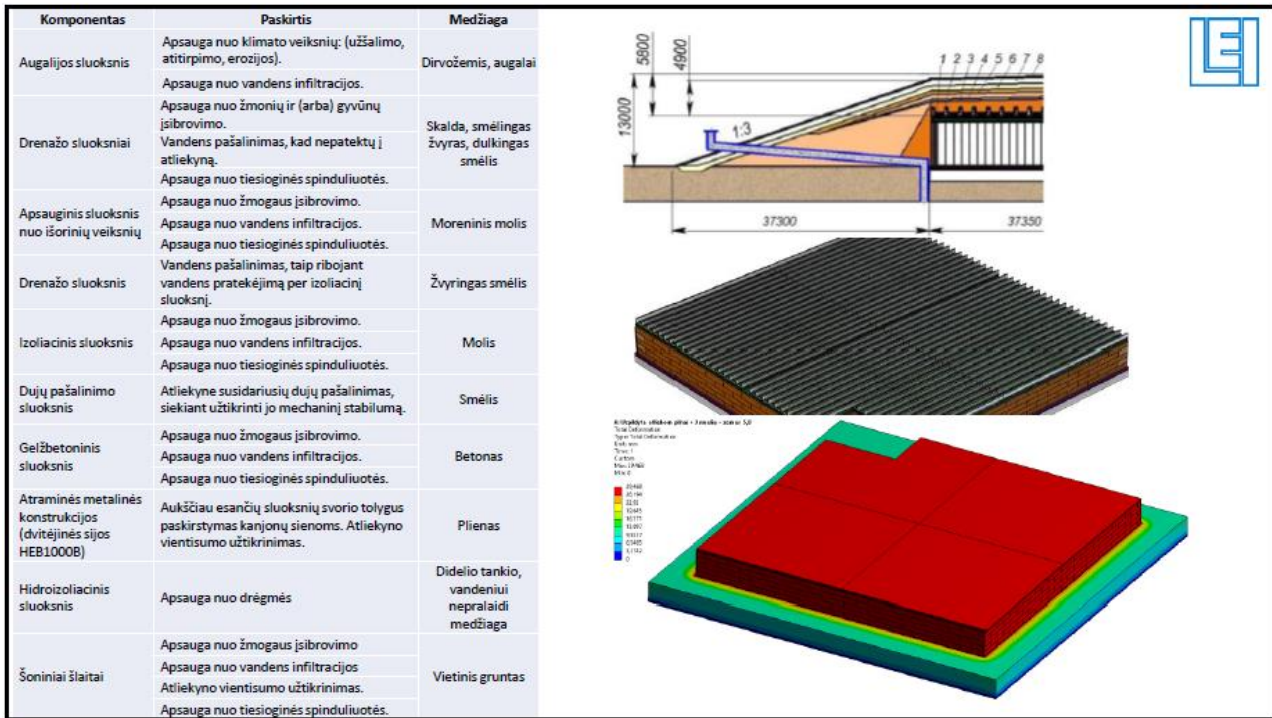 Komponentas
Paskirtis
Medžiaga
Augalijos sluoksnis
Apsauga nuo klimato veiksnių: (užšalimo,
atitirpimo, erozijos).
Apsauga nuo vandens infiltracijos.
Dirvožemis, augalai
Drenažo sluoksniai
Apsauga nuo žmonių ir (arba) gyvūnų
įsibrovimo.
Vandens pašalinimas, kad nepatektų į
atliekyną.
Apsauga nuo tiesioginės spinduliuotės.
Skalda, smėlingas
žvyras, dulkingas
smėlis
Apsauginis sluoksnis
nuo išorinių veiksnių
Apsauga nuo žmogaus įsibrovimo.
Apsauga nuo vandens infiltracijos.
Apsauga nuo tiesioginės spinduliuotės.
Moreninis molis
Drenažo sluoksnis
Vandens pašalinimas, taip ribojant
vandens pratekėjimą per izoliacinį
sluoksnį.
Žvyringas smėlis
Izoliacinis sluoksnis
Apsauga nuo žmogaus įsibrovimo.
Apsauga nuo vandens infiltracijos.
Apsauga nuo tiesioginės spinduliuotės.
Molis
Dujų pašalinimo
sluoksnis
Atliekyne susidariusių dujų pašalinimas,
siekiant užtikrinti jo mechaninį stabilumą.
Smėlis
Gelžbetoninis
sluoksnis
Apsauga nuo žmogaus įsibrovimo.
Apsauga nuo vandens infiltracijos.
Apsauga nuo tiesioginės spinduliuotės.
Betonas
Atraminės metalinės
konstrukcijos
(dvitėjinės sijos
HEB1000B)
Aukščiau esančių sluoksnių svorio tolygus
paskirstymas kanjonų sienoms. Atliekyno
vientisumo užtikrinimas.
Plienas
Hidroizoliacinis
sluoksnis
Apsauga nuo drėgmės
Didelio tankio,
vandeniui
nepralaidi
medžiaga
Šoniniai šlaitai
Apsauga nuo žmogaus įsibrovimo
Apsauga nuo vandens infiltracijos
Atliekyno vientisumo užtikrinimas.
Apsauga nuo tiesioginės spinduliuotės.
Vietinis gruntas
LEI
5800
4900
13000
1 2 3 4 5 6 7 8
1:3
37300
37350
Total Deformation
Type: Total Deformation
Time: 1
0